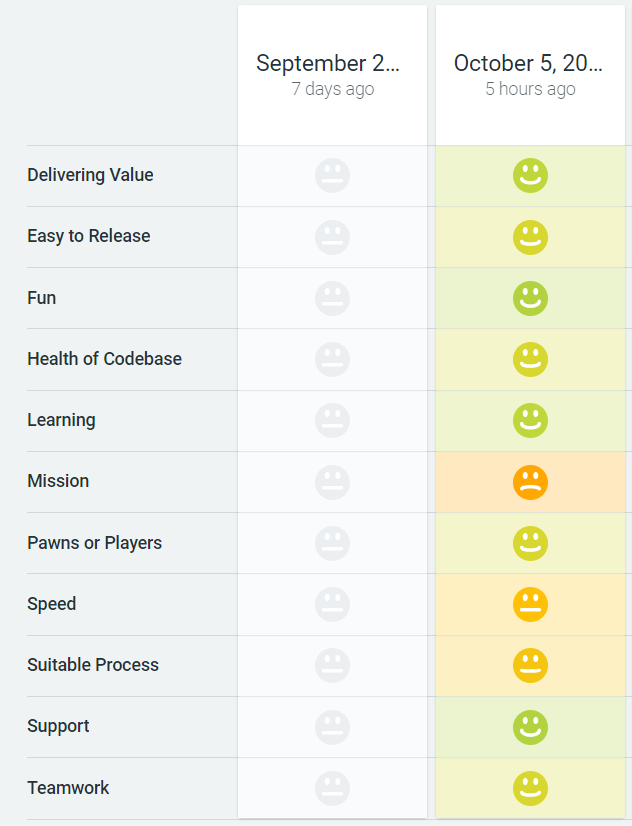 September 2...
7 days ago
October 5, 20...
5 hours ago
Delivering Value
Easy to Release
Fun
Health of Codebase
Learning
Mission
Pawns or Players
Speed
Suitable Process
Support
Teamwork